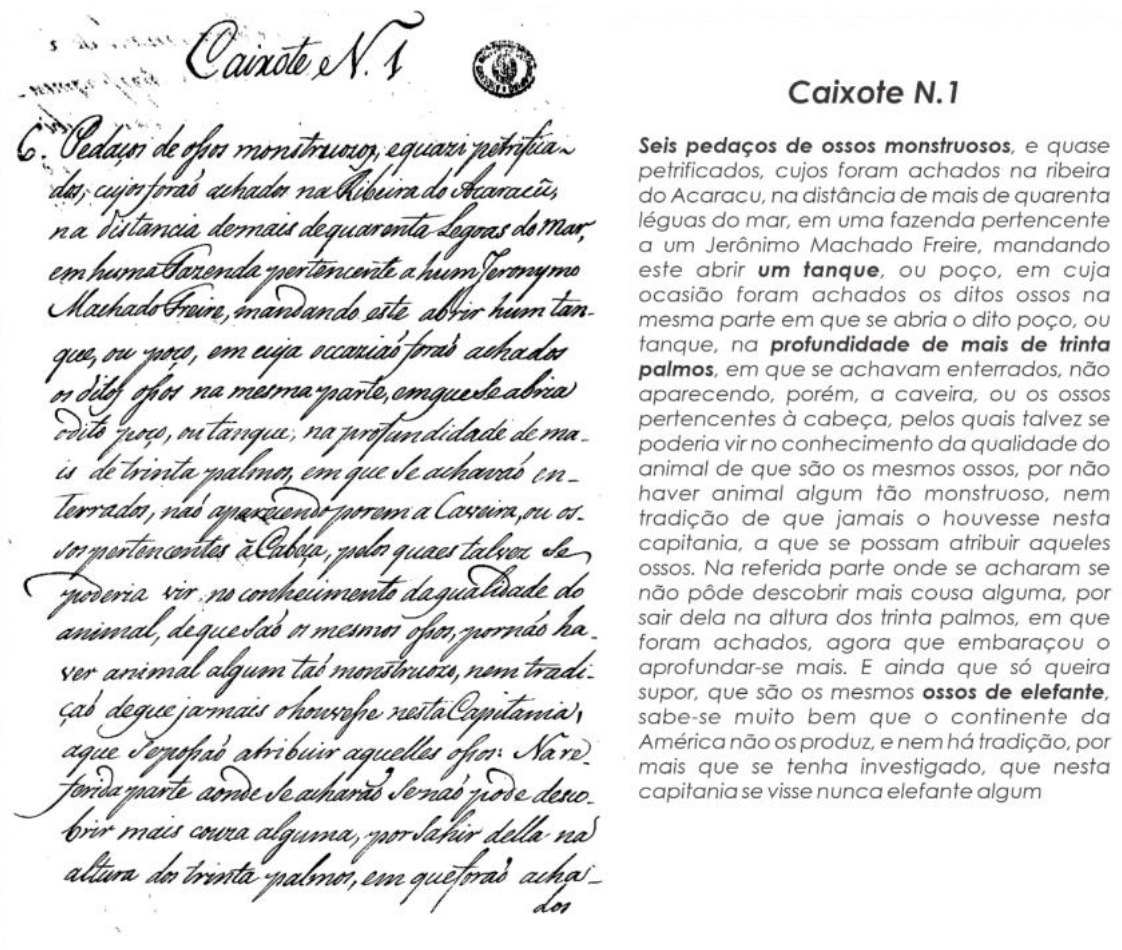 Caixote N. 1
6. Pedaços de ossos monstruozos, e quazi petrifica-
dos, cujos foraõ achados na Ribeira do Acaracû,
na distancia de mais de quarenta Legoas do Mar,
em huma Fazenda pertencente a hum Jeronymo
Machado Freire, mandando este abrir hum tan-
que, ou poço, em cuja occaziaõ foraõ achados
os ditos ossos na mesma parte, em que se abria
o dito poço, ou tanque, na profundidade de ma-
is de trinta palmos, em que se achavaõ en-
terrados, naõ aparecendo porem a Caveira, ou os-
sos pertencentes â Cabeça, pelos quaes talvez se
poderia vir no conhecimento da qualidade do
animal, de que saõ os mesmos ossos, por naõ ha-
ver animal algum taõ monstruozo, nem tradi-
çaõ de que jamais o houvesse nesta Capitania,
a que se possaõ atribuir aquelles ossos: Na re-
ferida parte aonde se acharaõ se naõ pode desco-
brir mais couza alguma, por sahir della na
altura dos trinta palmos, em que foraõ acha-
dos
Caixote N.1
Seis pedaços de ossos monstruosos, e quase
petrificados, cujos foram achados na ribeira
do Acaracu, na distância de mais de quarenta
léguas do mar, em uma fazenda pertencente
a um Jerônimo Machado Freire, mandando
este abrir um tanque, ou poço, em cuja
ocasião foram achados os ditos ossos na
mesma parte em que se abria o dito poço, ou
tanque, na profundidade de mais de trinta
palmos, em que se achavam enterrados, não
aparecendo, porém, a caveira, ou os ossos
pertencentes à cabeça, pelos quais talvez se
poderia vir no conhecimento da qualidade do
animal de que são os mesmos ossos, por não
haver animal algum tão monstruoso, nem
tradição de que jamais o houvesse nesta
capitania, a que se possam atribuir aqueles
ossos. Na referida parte onde se acharam se
não pôde descobrir mais cousa alguma, por
sair dela na altura dos trinta palmos, em que
foram achados, agora que embaraçou o
aprofundar-se mais. E ainda que só queira
supor, que são os mesmos ossos de elefante,
sabe-se muito bem que o continente da
América não os produz, e nem há tradição, por
mais que se tenha investigado, que nesta
capitania se visse nunca elefante algum